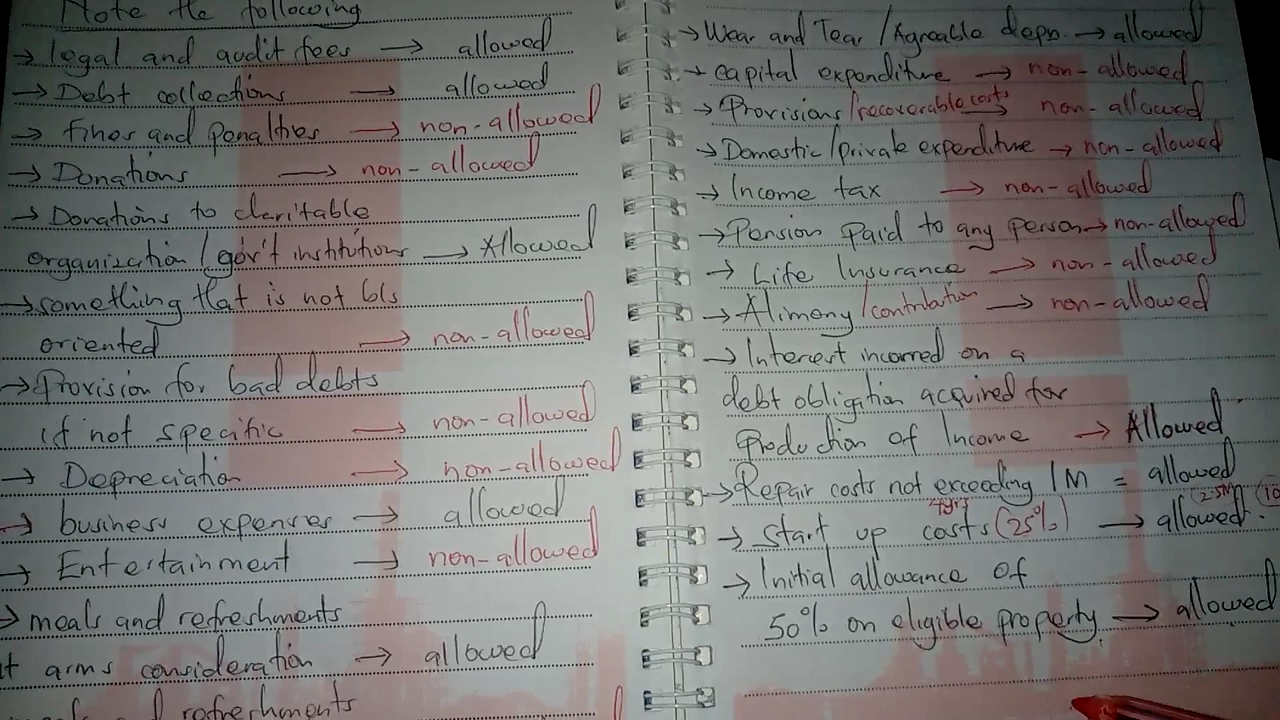 Note the following
→ legal and audit fees → allowed
→ Debt collections → allowed
→ fines and penalties → non-allowed
→ Donations → non-allowed
→ Donations to charitable
organization / gov't institutions → Allowed
→ something that is not b/s
oriented → non-allowed
→ Provision for bad debts
if not specific → non-allowed
→ Depreciation → non-allowed
→ business expenses → allowed
→ Entertainment → non-allowed
→ meals and refreshments
at arms consideration → allowed
refreshments
→ Wear and Tear / Agreable depn. → allowed
→ capital expenditure → non-allowed
→ Provisions / recoverable costs → non-allowed
→ Domestic / private expenditure → non-allowed
→ Income tax → non-allowed
→ Pension Paid to any person → non-allowed
→ Life Insurance → non-allowed
→ Alimony / contribution → non-allowed
→ Interest incurred on a
debt obligation acquired for
Production of Income → Allowed
→ Repair costs not exceeding 1M = allowed
→ Start up costs (25%) 4yrs → allowed. (2.5M)
→ Initial allowance of
50% on eligible property → allowed